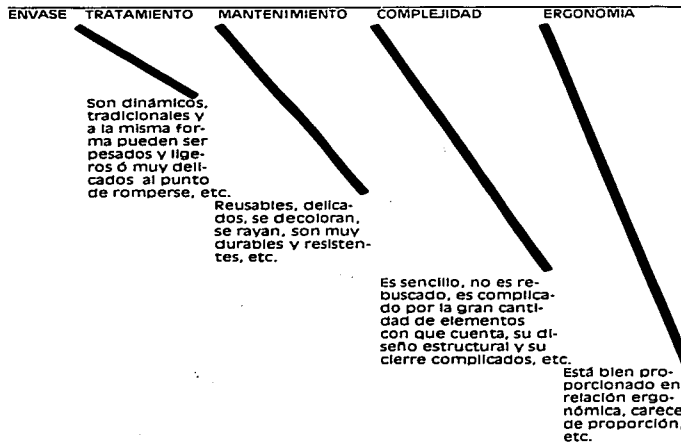 ENVASE TRATAMIENTO MANTENIMIENTO COMPLEJIDAD ERGONOMIA
Son dinámicos,
tradicionales y
a la misma for-
ma pueden ser
pesados y lige-
ros ó muy deli-
cados al punto
de romperse, etc.
Reusables, delica-
dos, se decoloran,
se rayan, son muy
durables y resisten-
tes, etc.
Es sencillo, no es re-
buscado, es complica-
do por la gran canti-
dad de elementos
con que cuenta, su di-
seño estructural y su
cierre complicados, etc.
Está bien pro-
porcionado en
relación ergo-
nómica, carece
de proporción,
etc.